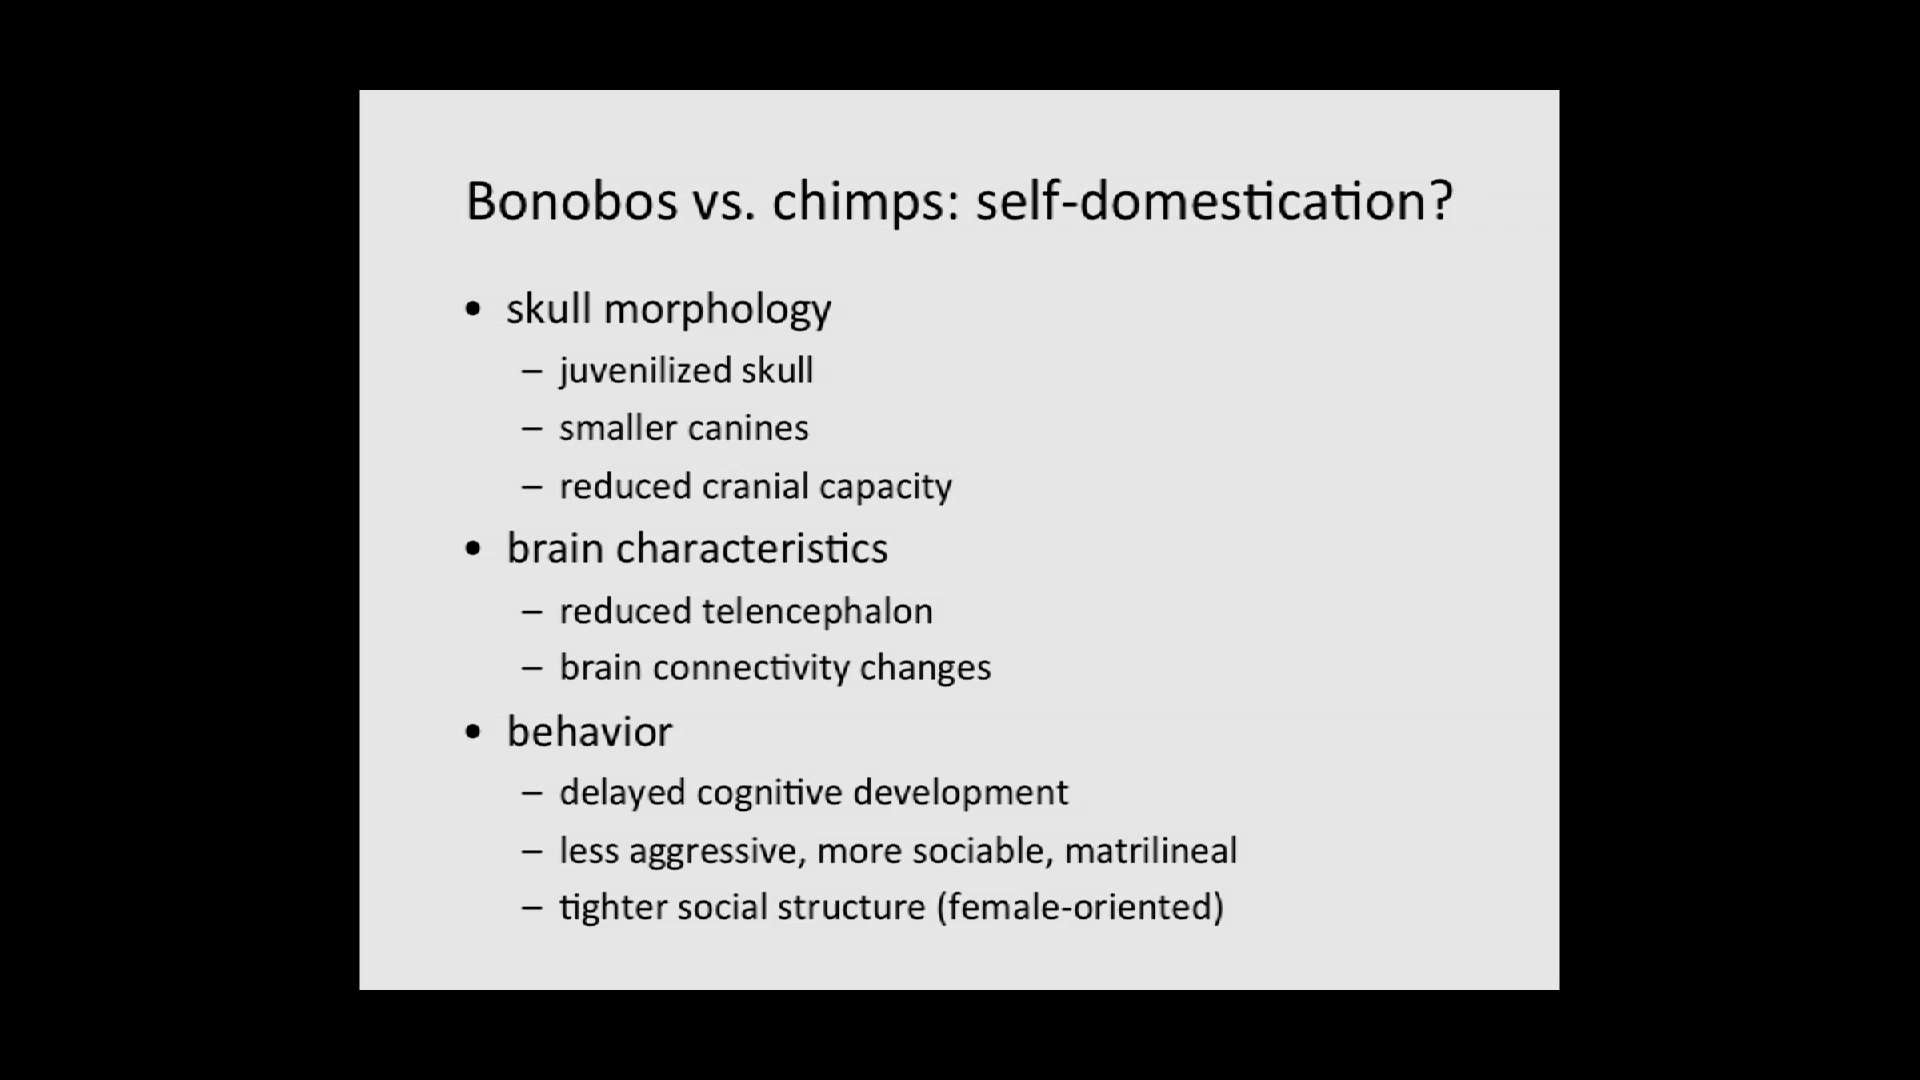 Bonobos vs. chimps: self-domestication?
• skull morphology
– juvenilized skull
– smaller canines
– reduced cranial capacity
• brain characteristics
– reduced telencephalon
– brain connectivity changes
• behavior
– delayed cognitive development
– less aggressive, more sociable, matrilineal
– tighter social structure (female-oriented)